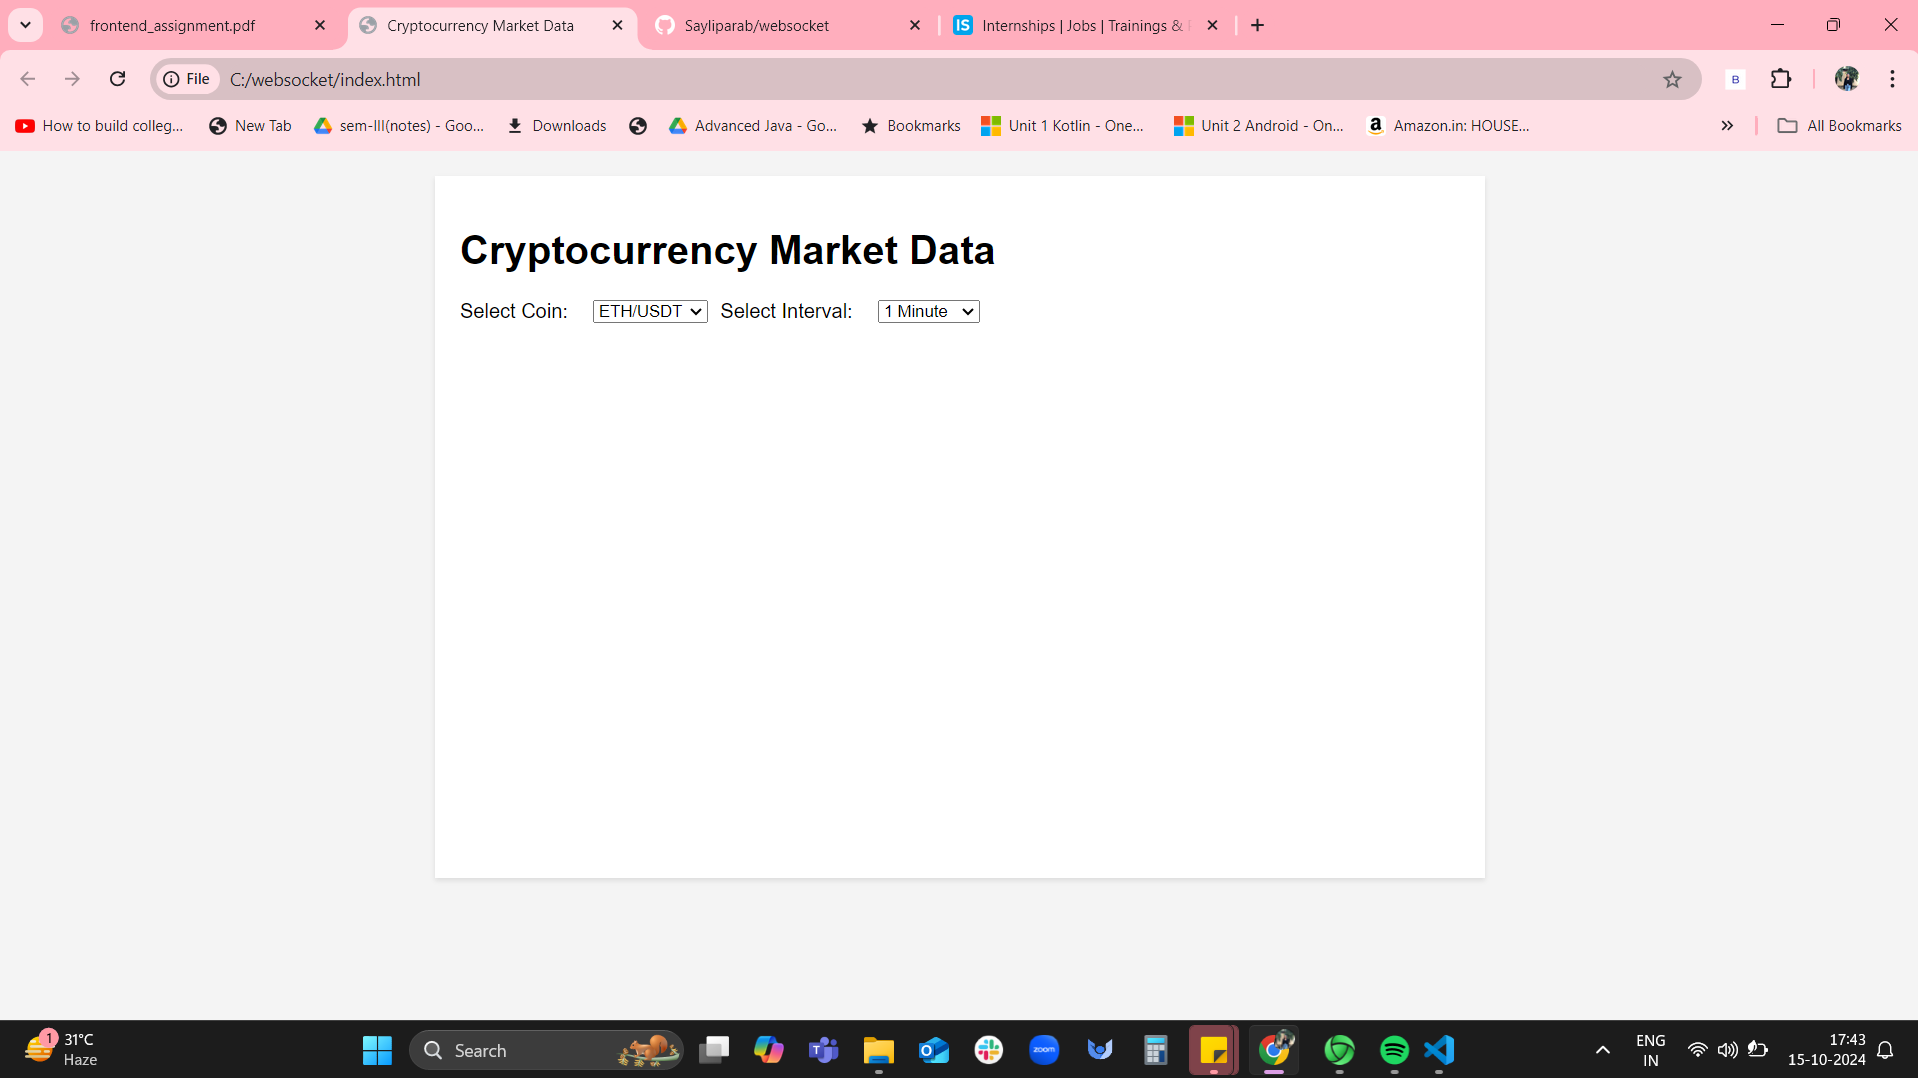 frontend_assignment.pdf
Cryptocurrency Market Data
Sayliparab/websocket
IS
Internships | Jobs | Trainings &
File
C:/websocket/index.html
B
How to build colleg...
New Tab
sem-III(notes) - Goo...
Downloads
Advanced Java - Go...
Bookmarks
Unit 1 Kotlin - One...
Unit 2 Android - On...
a
Amazon.in: HOUSE...
All Bookmarks
Cryptocurrency Market Data
Select Coin: ETH/USDT Select Interval: 1 Minute
1
31°C
Haze
Search
zoom
ENG
IN
17:43
15-10-2024